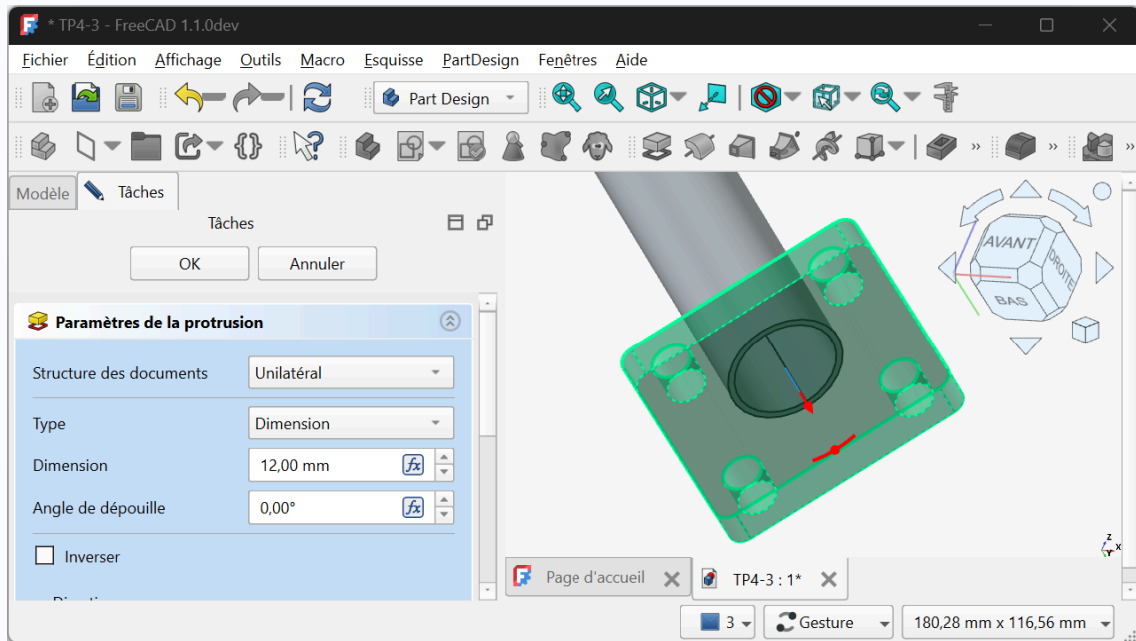 * TP4-3 - FreeCAD 1.1.0dev
Fichier Édition Affichage Outils Macro Esquisse PartDesign Fenêtres Aide
Part Design
Modèle Tâches
Tâches
OK Annuler
Paramètres de la protrusion
Structure des documents Unilatéral
Type Dimension
Dimension 12,00 mm fx
Angle de dépouille 0,00° fx
Inverser
AVANT
DROITE
BAS
Z
X
Y
Page d'accueil TP4-3 : 1*
3 Gesture 180,28 mm x 116,56 mm